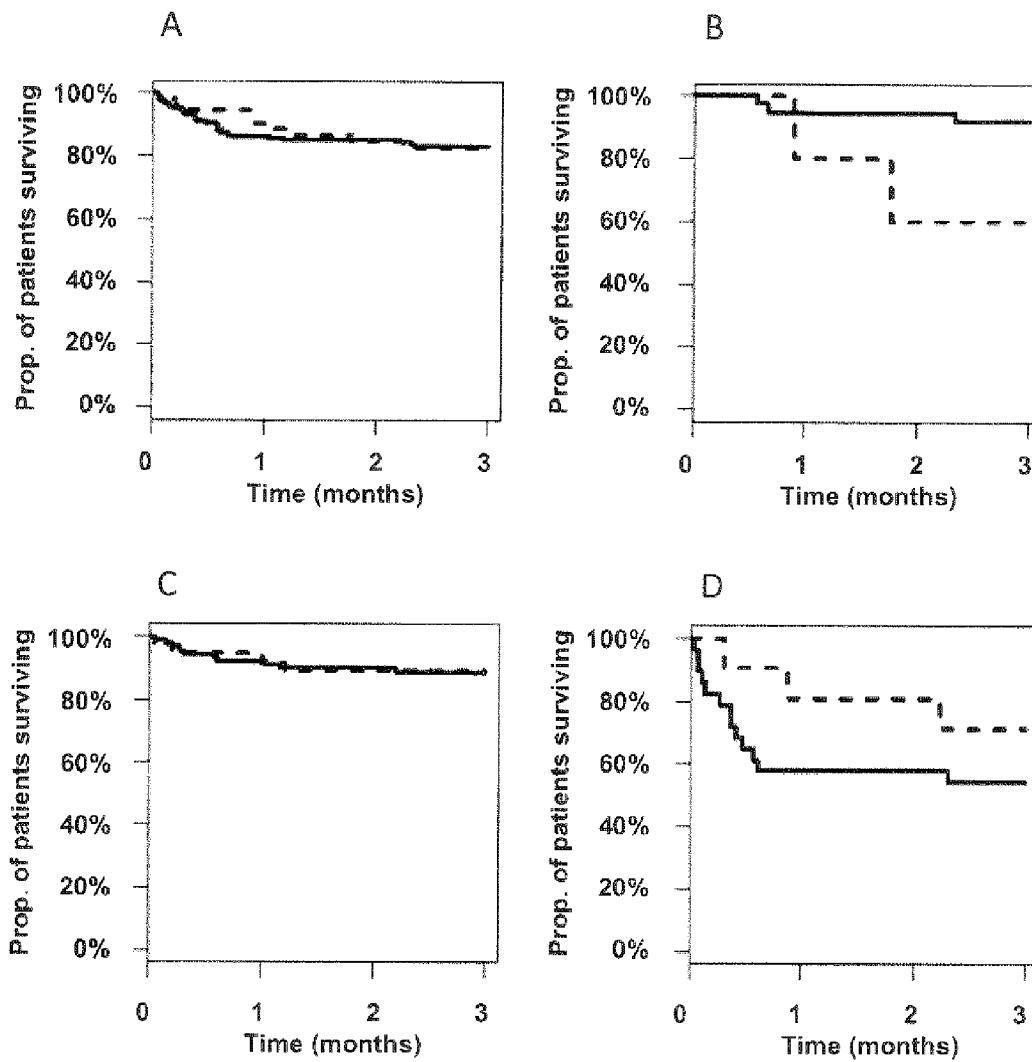 A
Prop. of patients surviving
100%
80%
60%
40%
20%
0%
0 1 2 3
Time (months)
B
Prop. of patients surviving
100%
80%
60%
40%
20%
0%
0 1 2 3
Time (months)
C
Prop. of patients surviving
100%
80%
60%
40%
20%
0%
0 1 2 3
Time (months)
D
Prop. of patients surviving
100%
80%
60%
40%
20%
0%
0 1 2 3
Time (months)